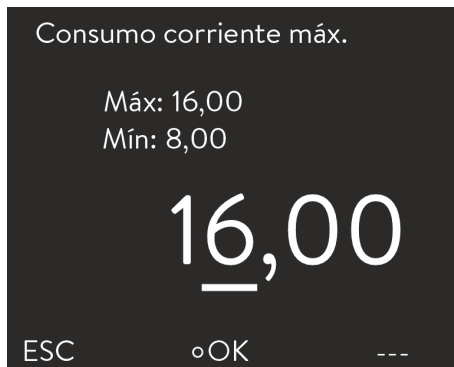 Consumo corriente máx.
Máx: 16,00
Mín: 8,00
16,00
ESC ∘OK ---